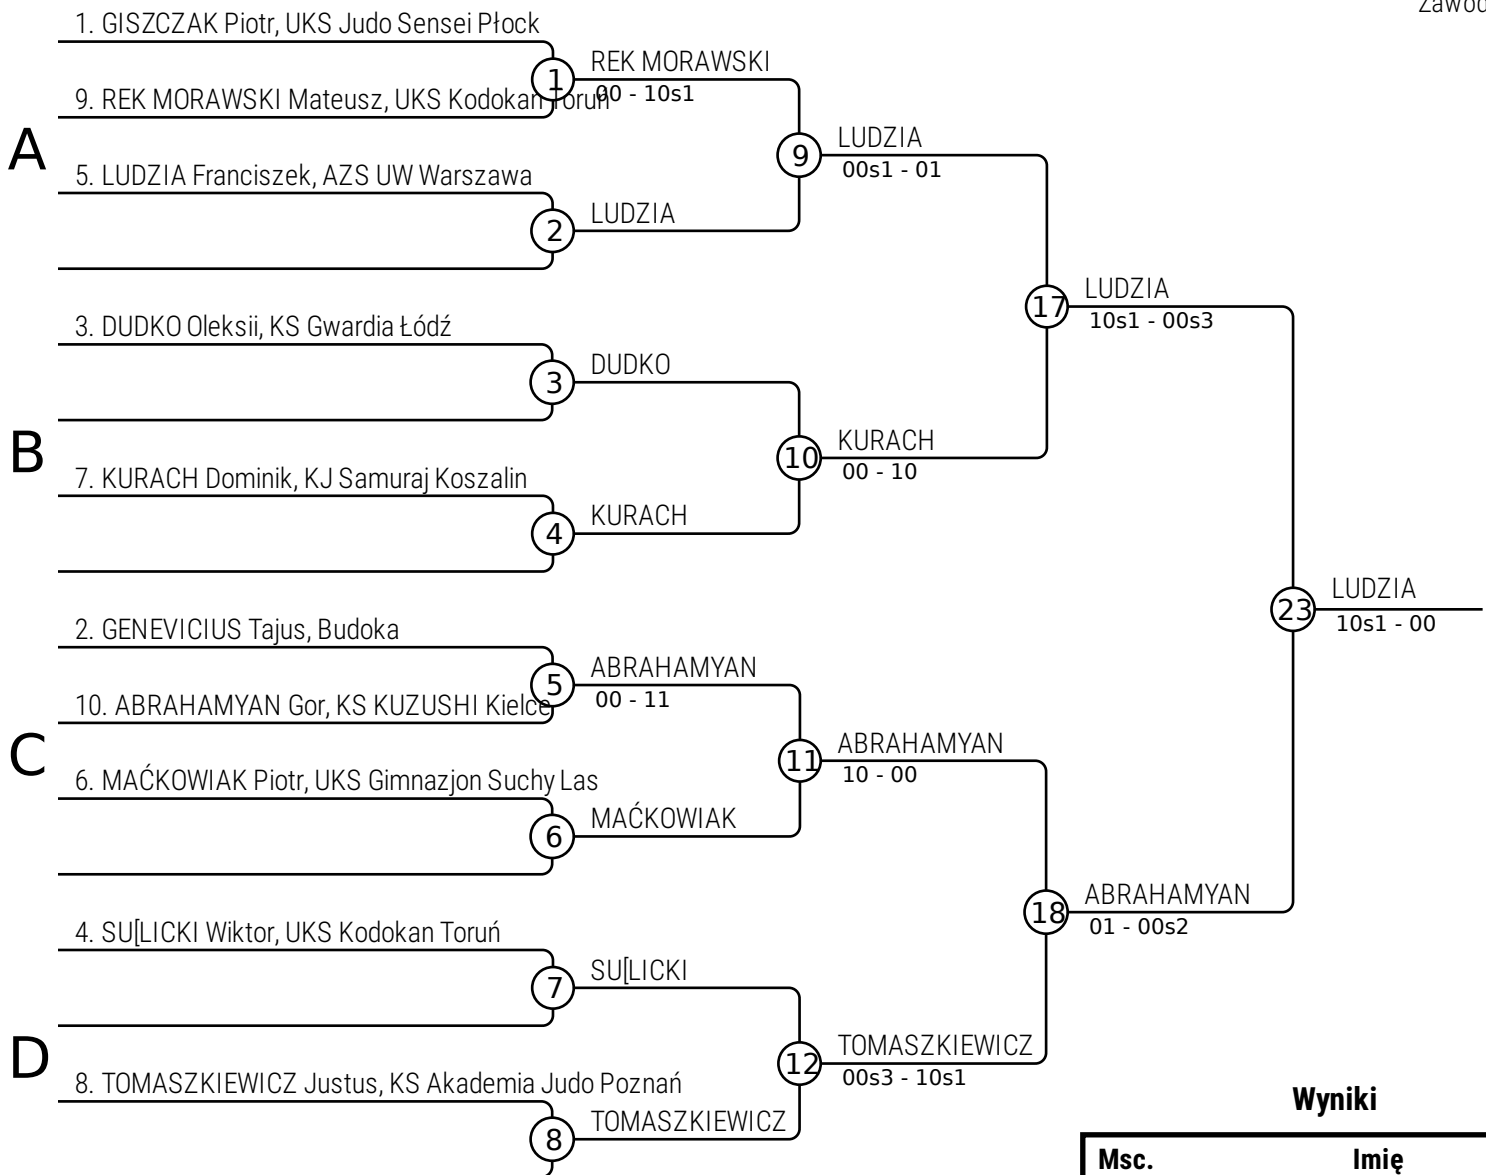 Zawod
1. GISZCZAK Piotr, UKS Judo Sensei Płock
1
REK MORAWSKI
00 - 10s1
9. REK MORAWSKI Mateusz, UKS Kodokan Toruń
A
9
LUDZIA
00s1 - 01
5. LUDZIA Franciszek, AZS UW Warszawa
2
LUDZIA
17
LUDZIA
10s1 - 00s3
3. DUDKO Oleksii, KS Gwardia Łódź
3
DUDKO
B
10
KURACH
00 - 10
7. KURACH Dominik, KJ Samuraj Koszalin
4
KURACH
23
LUDZIA
10s1 - 00
2. GENEVICIUS Tajus, Budoka
5
ABRAHAMYAN
00 - 11
10. ABRAHAMYAN Gor, KS KUZUSHI Kielce
C
11
ABRAHAMYAN
10 - 00
6. MAĆKOWIAK Piotr, UKS Gimnazjon Suchy Las
6
MAĆKOWIAK
18
ABRAHAMYAN
01 - 00s2
4. SU[LICKI Wiktor, UKS Kodokan Toruń
7
SU[LICKI
D
12
TOMASZKIEWICZ
00s3 - 10s1
8. TOMASZKIEWICZ Justus, KS Akademia Judo Poznań
8
TOMASZKIEWICZ
Wyniki
Msc. Imię